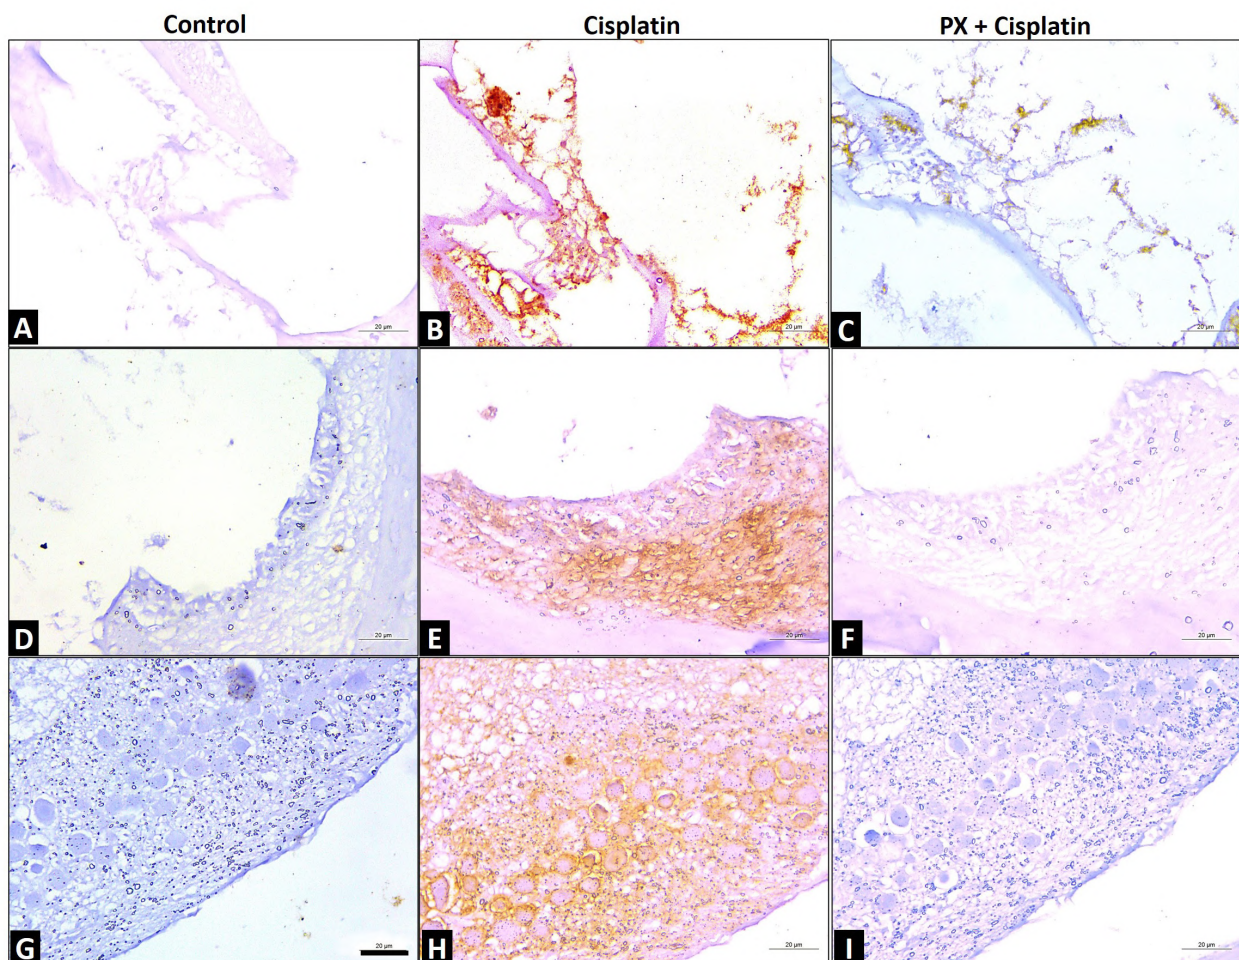 Control Cisplatin PX + Cisplatin
A 20 µm B 20 µm C 20 µm
D 20 µm E 20 µm F 20 µm
G 20 µm H 20 µm I 20 µm